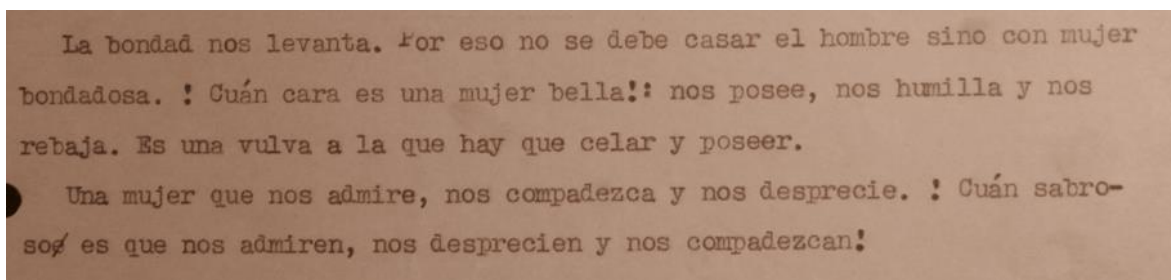 La bondad nos levanta. Por eso no se debe casar el hombre sino con mujer
bondadosa. ! Cuán cara es una mujer bella!: nos posee, nos humilla y nos
rebaja. Es una vulva a la que hay que celar y poseer.
Una mujer que nos admire, nos compadezca y nos desprecie. ! Cuán sabro-
so es que nos admiren, nos desprecien y nos compadezcan!